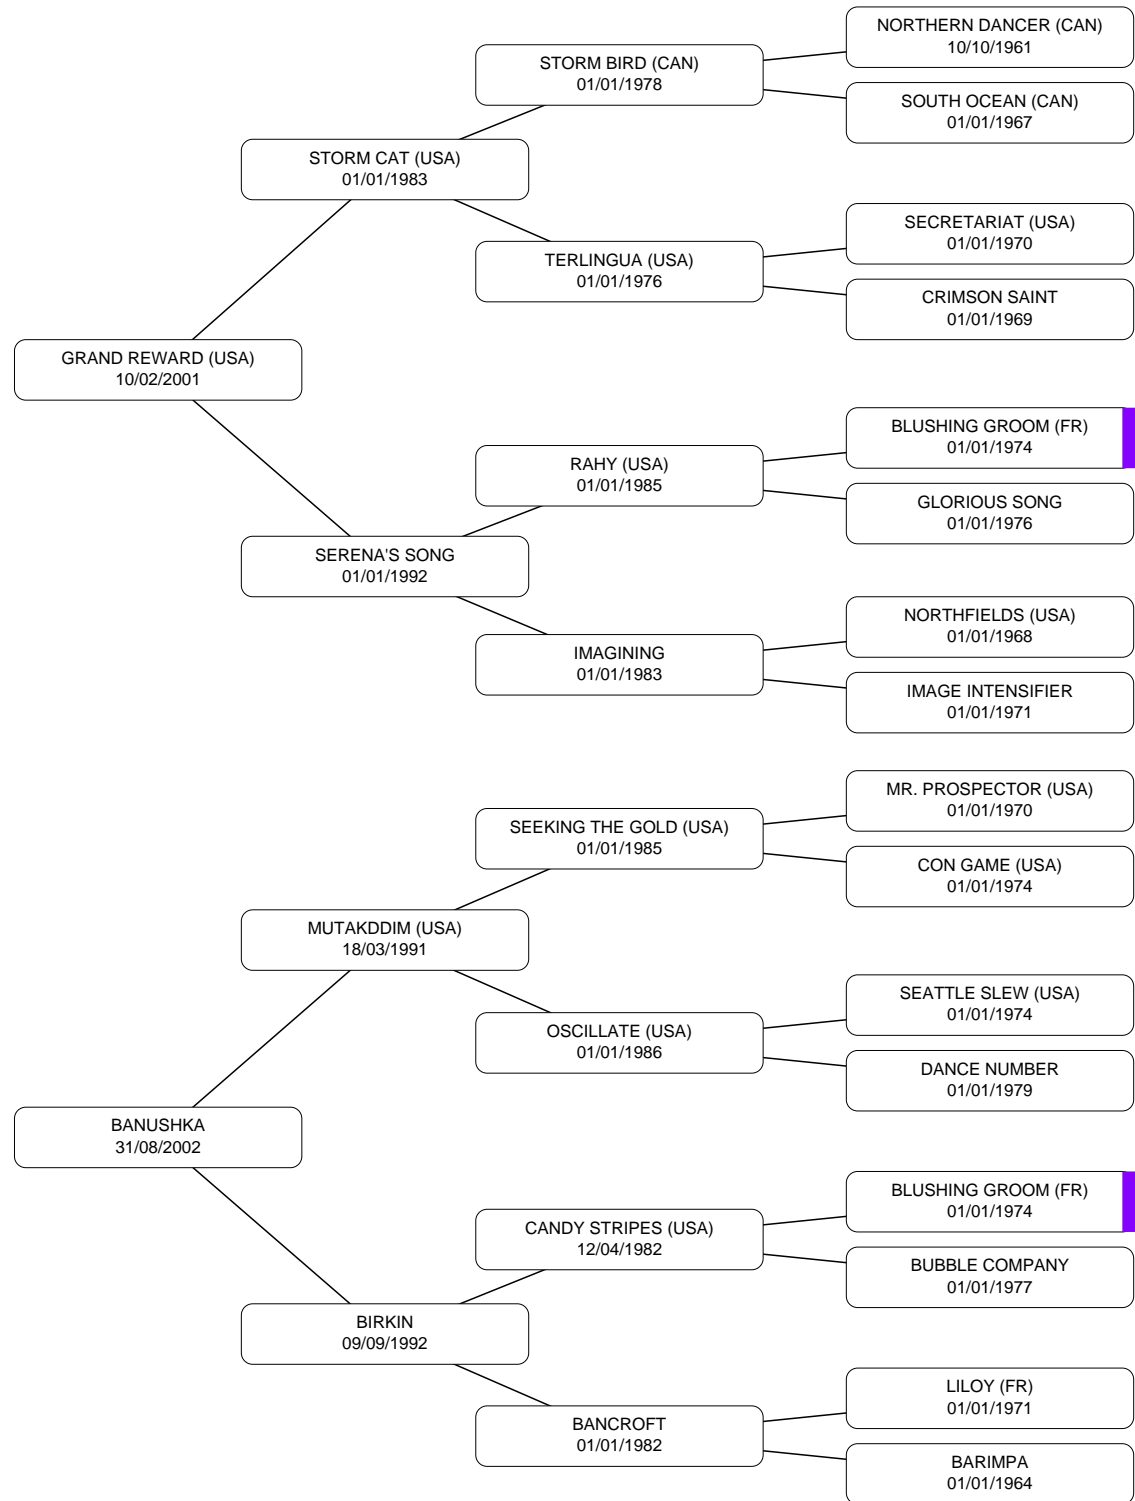 NORTHERN DANCER (CAN)
10/10/1961
STORM BIRD (CAN)
01/01/1978
SOUTH OCEAN (CAN)
01/01/1967
STORM CAT (USA)
01/01/1983
SECRETARIAT (USA)
01/01/1970
TERLINGUA (USA)
01/01/1976
CRIMSON SAINT
01/01/1969
GRAND REWARD (USA)
10/02/2001
BLUSHING GROOM (FR)
01/01/1974
RAHY (USA)
01/01/1985
GLORIOUS SONG
01/01/1976
SERENA'S SONG
01/01/1992
NORTHFIELDS (USA)
01/01/1968
IMAGINING
01/01/1983
IMAGE INTENSIFIER
01/01/1971
MR. PROSPECTOR (USA)
01/01/1970
SEEKING THE GOLD (USA)
01/01/1985
CON GAME (USA)
01/01/1974
MUTAKDDIM (USA)
18/03/1991
SEATTLE SLEW (USA)
01/01/1974
OSCILLATE (USA)
01/01/1986
DANCE NUMBER
01/01/1979
BANUSHKA
31/08/2002
BLUSHING GROOM (FR)
01/01/1974
CANDY STRIPES (USA)
12/04/1982
BUBBLE COMPANY
01/01/1977
BIRKIN
09/09/1992
LILOY (FR)
01/01/1971
BANCROFT
01/01/1982
BARIMPA
01/01/1964